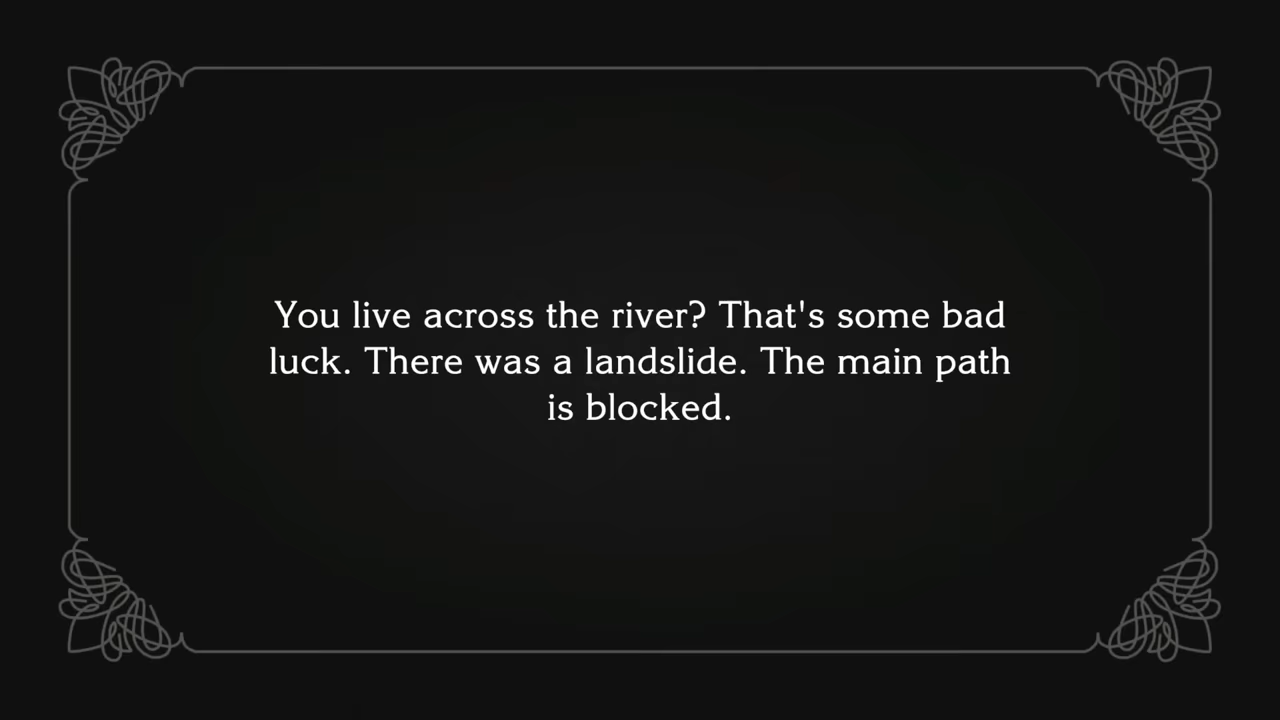 You live across the river? That's some bad
luck. There was a landslide. The main path
is blocked.